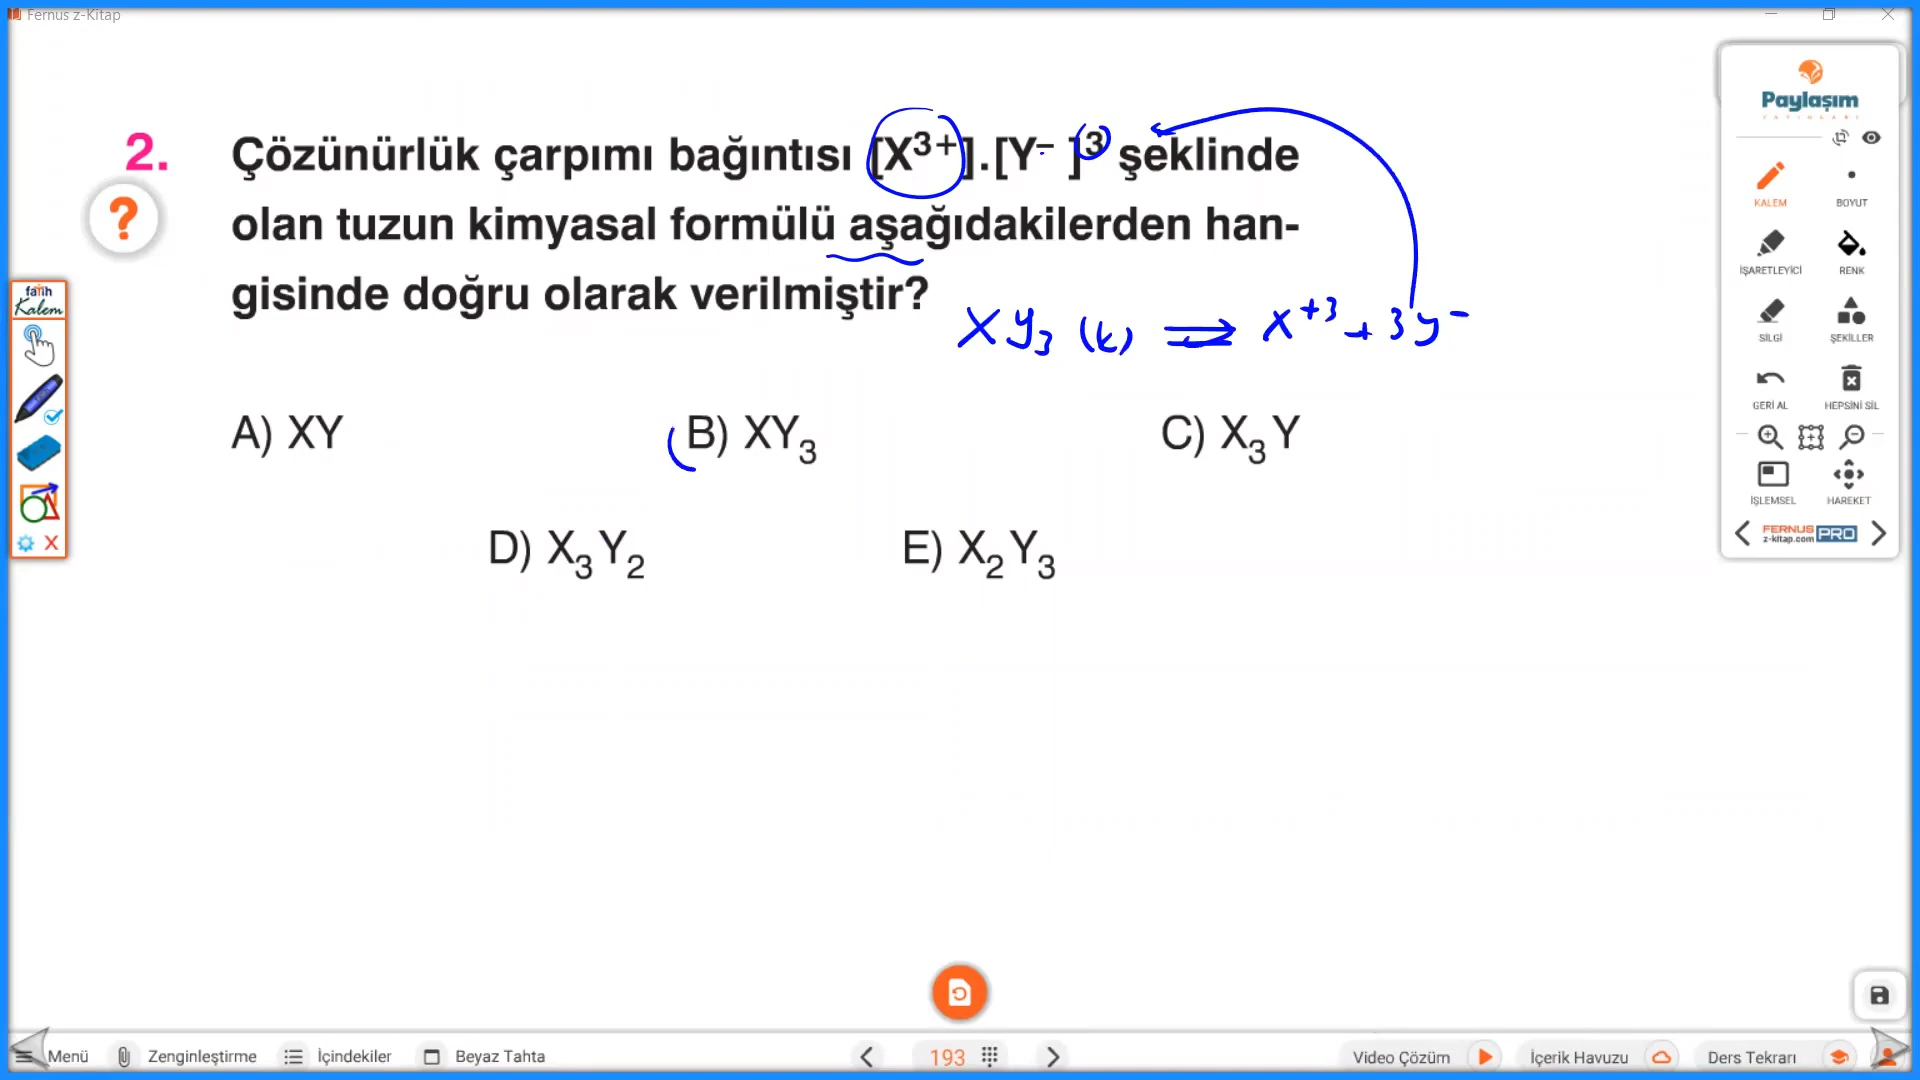 Fernus z-Kitap
2. Çözünürlük çarpımı bağıntısı [X³⁺].[Y⁻ ]³ şeklinde
olan tuzun kimyasal formülü aşağıdakilerden han-
gisinde doğru olarak verilmiştir?
?
XY₃ (k) ⇌ X⁺³ + 3y⁻
A) XY
B) XY₃
C) X₃Y
D) X₃Y₂
E) X₂Y₃
fatih
Kalem
Paylaşım
YAYINLARI
KALEM
BOYUT
İŞARETLEYİCİ
RENK
SİLGİ
ŞEKİLLER
GERİ AL
HEPSİNİ SİL
İŞLEMSEL
HAREKET
FERNUS
z-kitap.com
PRO
Menü
Zenginleştirme
İçindekiler
Beyaz Tahta
193
Video Çözüm
İçerik Havuzu
Ders Tekrarı